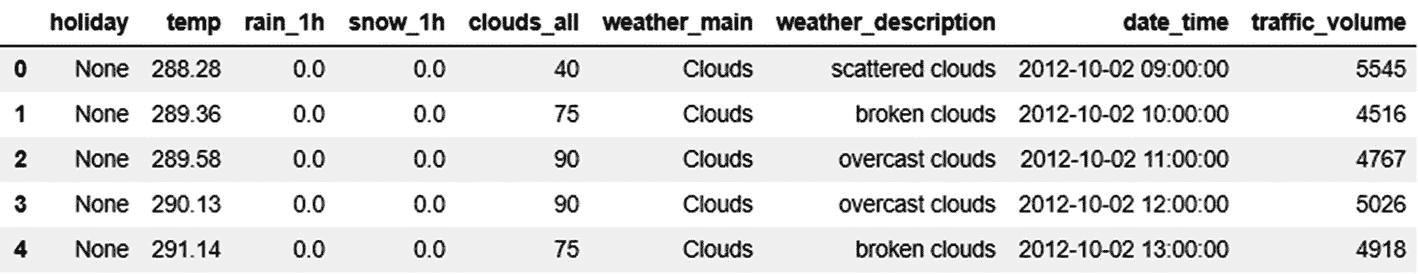 holiday temp rain_1h snow_1h clouds_all weather_main weather_description date_time traffic_volume
0 None 288.28 0.0 0.0 40 Clouds scattered clouds 2012-10-02 09:00:00 5545
1 None 289.36 0.0 0.0 75 Clouds broken clouds 2012-10-02 10:00:00 4516
2 None 289.58 0.0 0.0 90 Clouds overcast clouds 2012-10-02 11:00:00 4767
3 None 290.13 0.0 0.0 90 Clouds overcast clouds 2012-10-02 12:00:00 5026
4 None 291.14 0.0 0.0 75 Clouds broken clouds 2012-10-02 13:00:00 4918